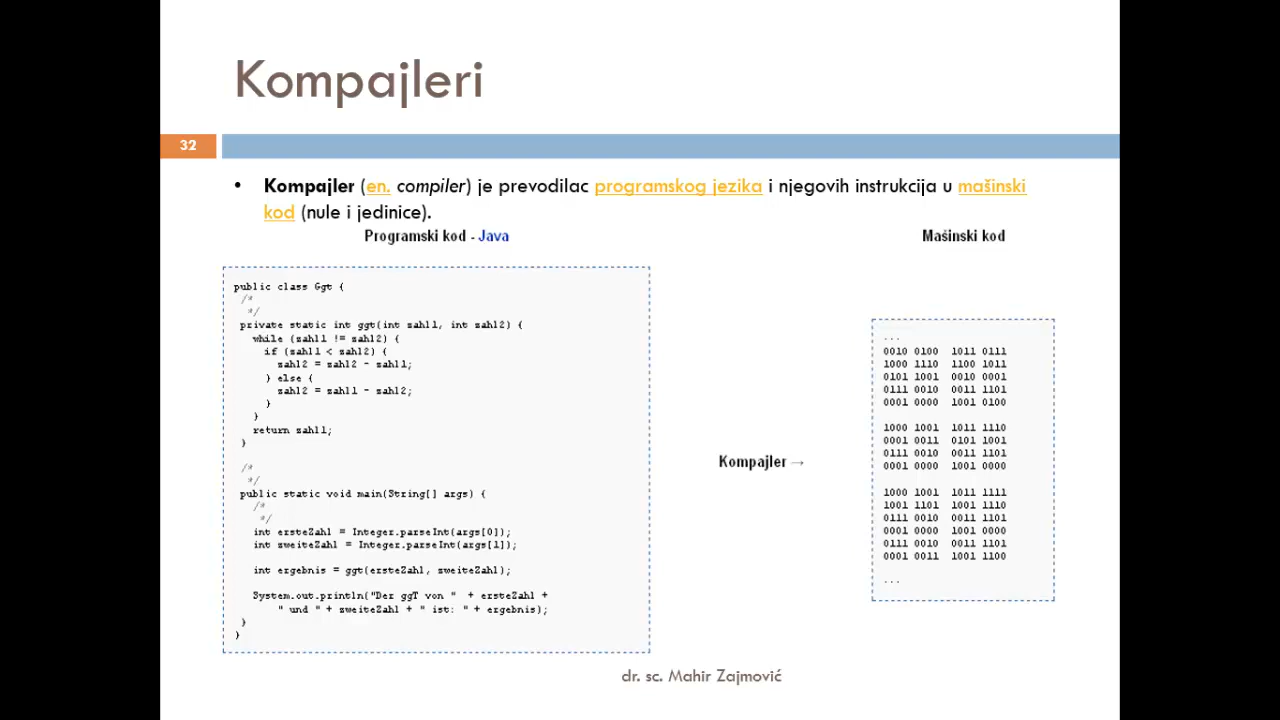 Kompajleri
32
• Kompajler (en. compiler) je prevodilac programskog jezika i njegovih instrukcija u mašinski
kod (nule i jedinice).
Programski kod - Java
public class Ggt {
/*
*/
private static int ggt(int zahl1, int zahl2) {
while (zahl1 != zahl2) {
if (zahl1 < zahl2) {
zahl2 = zahl2 - zahl1;
} else {
zahl2 = zahl1 - zahl2;
}
}
return zahl1;
}
/*
*/
public static void main(String[] args) {
/*
*/
int ersteZahl = Integer.parseInt(args[0]);
int zweiteZahl = Integer.parseInt(args[1]);
int ergebnis = ggt(ersteZahl, zweiteZahl);
System.out.println("Der ggT von " + ersteZahl +
" und " + zweiteZahl + " ist: " + ergebnis);
}
}
Kompajler →
Mašinski kod
...
0010 0100 1011 0111
1000 1110 1100 1011
0101 1001 0010 0001
0111 0010 0011 1101
0001 0000 1001 0100
1000 1001 1011 1110
0001 0011 0101 1001
0111 0010 0011 1101
0001 0000 1001 0000
1000 1001 1011 1111
1001 1101 1001 1110
0111 0010 0011 1101
0001 0000 1001 0000
0111 0010 0011 1101
0001 0011 1001 1100
...
dr. sc. Mahir Zajmović